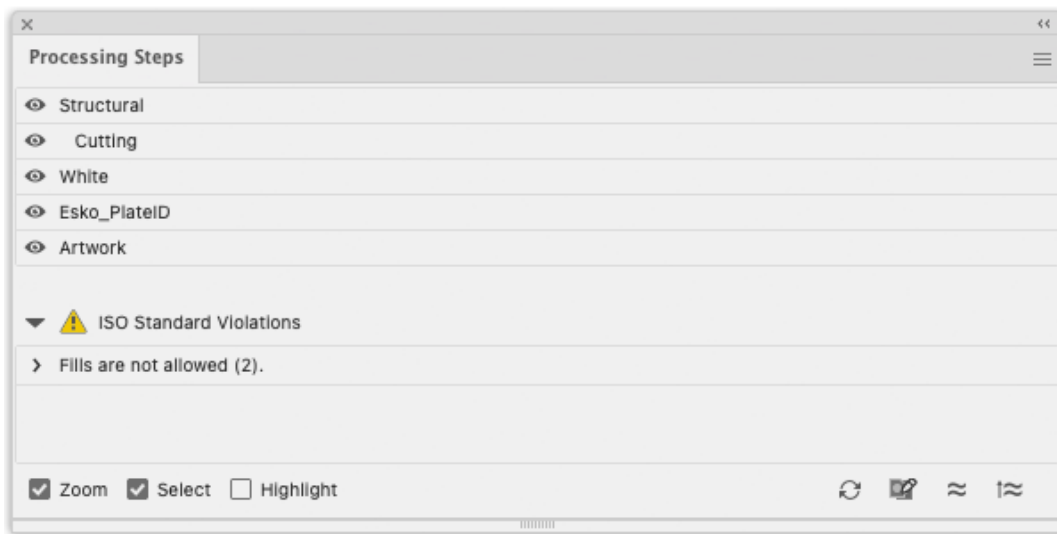 Processing Steps
Structural
Cutting
White
Esko_PlateID
Artwork
ISO Standard Violations
Fills are not allowed (2).
Zoom Select Highlight